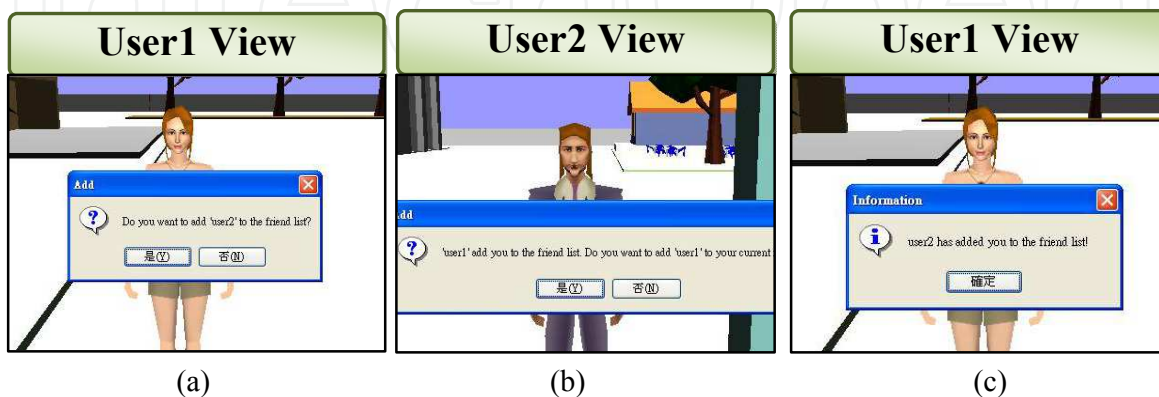 User1 View
Add
Do you want to add 'user2' to the friend list?
是(Y) 否(N)
(a)
User2 View
dd
'user1' add you to the friend list. Do you want to add 'user1' to your current
是(Y) 否(N)
(b)
User1 View
Information
user2 has added you to the friend list!
確定
(c)